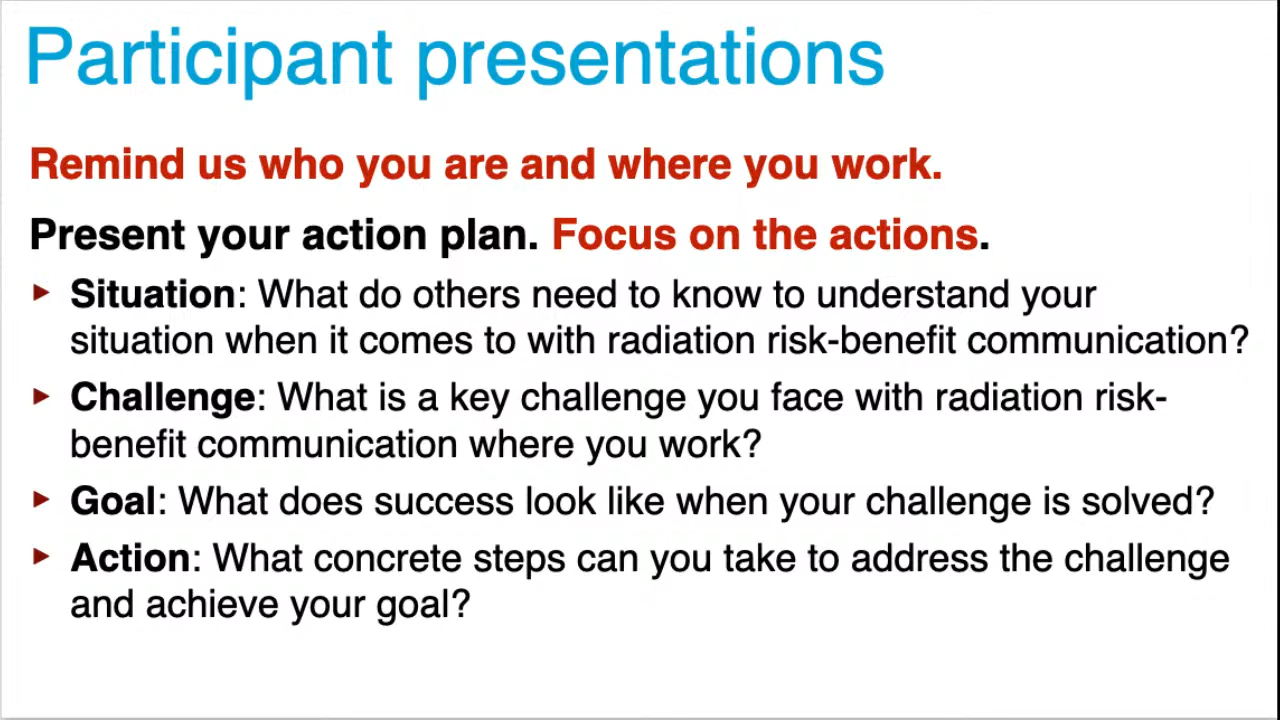 Participant presentations
Remind us who you are and where you work.
Present your action plan. Focus on the actions.
▸ Situation: What do others need to know to understand your
situation when it comes to with radiation risk-benefit communication?
▸ Challenge: What is a key challenge you face with radiation risk-
benefit communication where you work?
▸ Goal: What does success look like when your challenge is solved?
▸ Action: What concrete steps can you take to address the challenge
and achieve your goal?